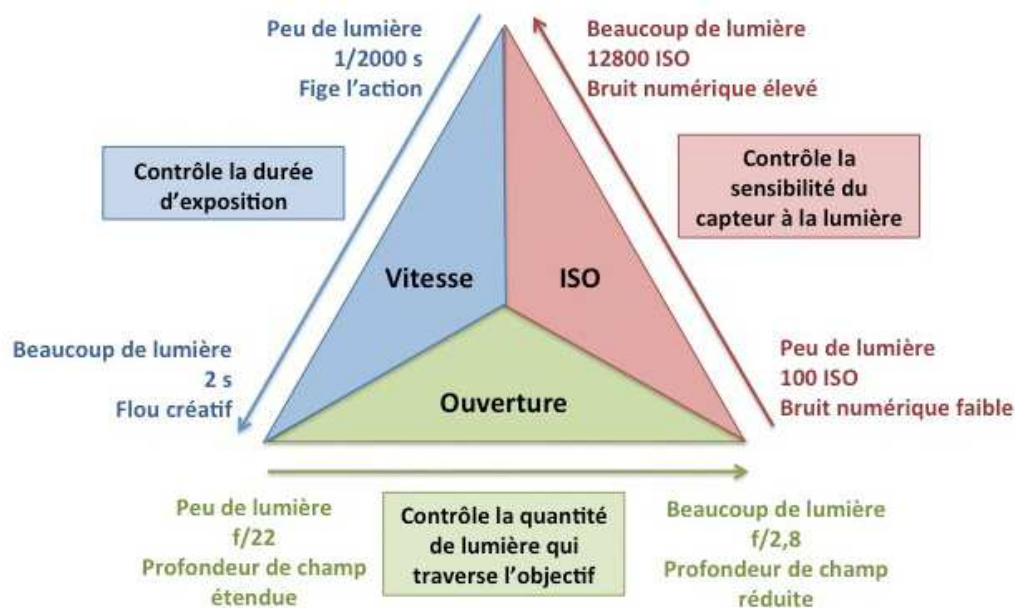 Peu de lumière
1/2000 s
Fige l’action
Beaucoup de lumière
12800 ISO
Bruit numérique élevé
Contrôle la durée
d’exposition
Contrôle la
sensibilité du
capteur à la lumière
Vitesse
ISO
Beaucoup de lumière
2 s
Flou créatif
Peu de lumière
100 ISO
Bruit numérique faible
Ouverture
Peu de lumière
f/22
Profondeur de champ
étendue
Contrôle la quantité
de lumière qui
traverse l’objectif
Beaucoup de lumière
f/2,8
Profondeur de champ
réduite